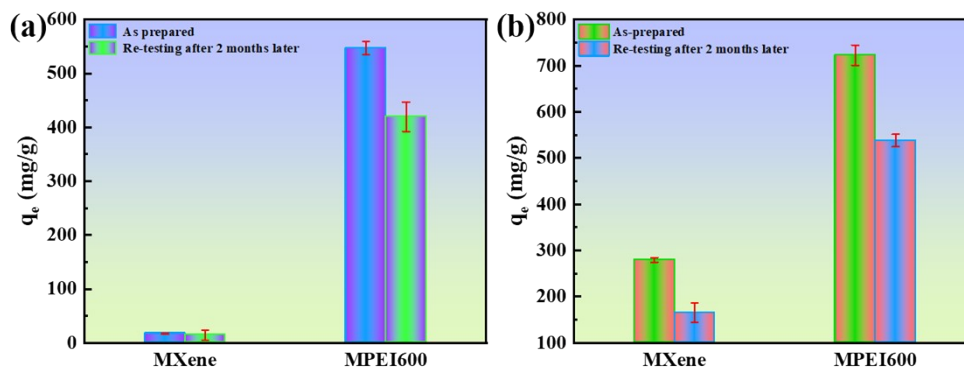 (a)
As prepared
Re-testing after 2 months later
qe (mg/g)
600
500
400
300
200
100
0
MXene
MPEI600
(b)
As-prepared
Re-testing after 2 months later
qe (mg/g)
800
700
600
500
400
300
200
100
MXene
MPEI600